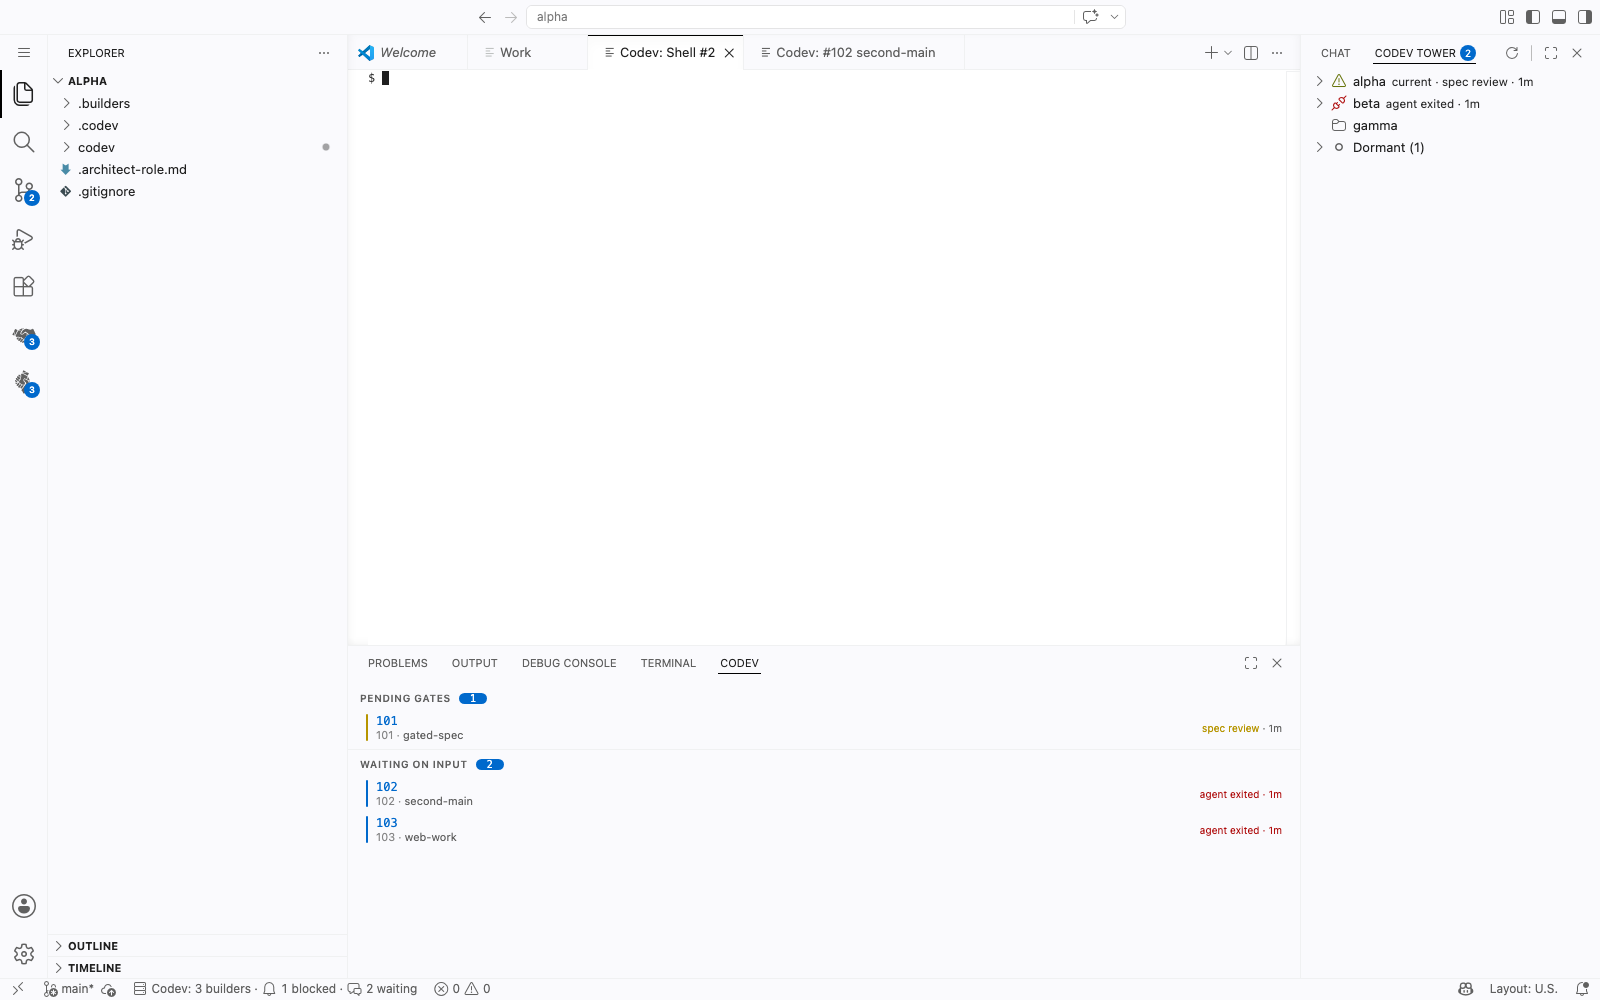 alpha
EXPLORER
ALPHA
.builders
.codev
codev
.architect-role.md
.gitignore
2
3
3
OUTLINE
TIMELINE
Welcome
Work
Codev: Shell #2
Codev: #102 second-main
$
PROBLEMS
OUTPUT
DEBUG CONSOLE
TERMINAL
CODEV
PENDING GATES 1
101
101 · gated-spec
spec review · 1m
WAITING ON INPUT 2
102
102 · second-main
agent exited · 1m
103
103 · web-work
agent exited · 1m
CHAT
CODEV TOWER 2
alpha current · spec review · 1m
beta agent exited · 1m
gamma
Dormant (1)
main* Codev: 3 builders · 1 blocked · 2 waiting 0 0 Layout: U.S.